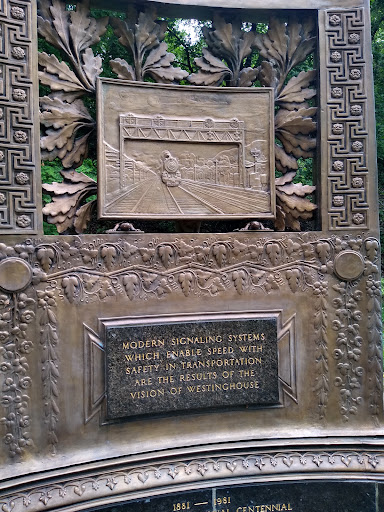 MODERN SIGNALING SYSTEMS
WHICH ENABLE SPEED WITH
SAFETY IN TRANSPORTATION
ARE THE RESULTS OF THE
VISION OF WESTINGHOUSE
1881 — 1981
CENTENNIAL